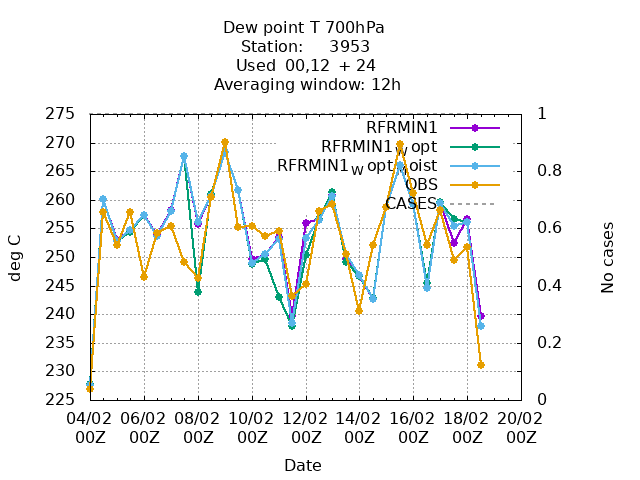 Dew point T 700hPa
Station: 3953
Used 00,12 + 24
Averaging window: 12h
275
270
265
260
255
250
245
240
235
230
225
deg C
1
0.8
0.6
0.4
0.2
0
No cases
RFRMIN1
RFRMIN1W opt
RFRMIN1W opt oist
OBS
CASES
04/02 06/02 08/02 10/02 12/02 14/02 16/02 18/02 20/02
00Z 00Z 00Z 00Z 00Z 00Z 00Z 00Z 00Z
Date